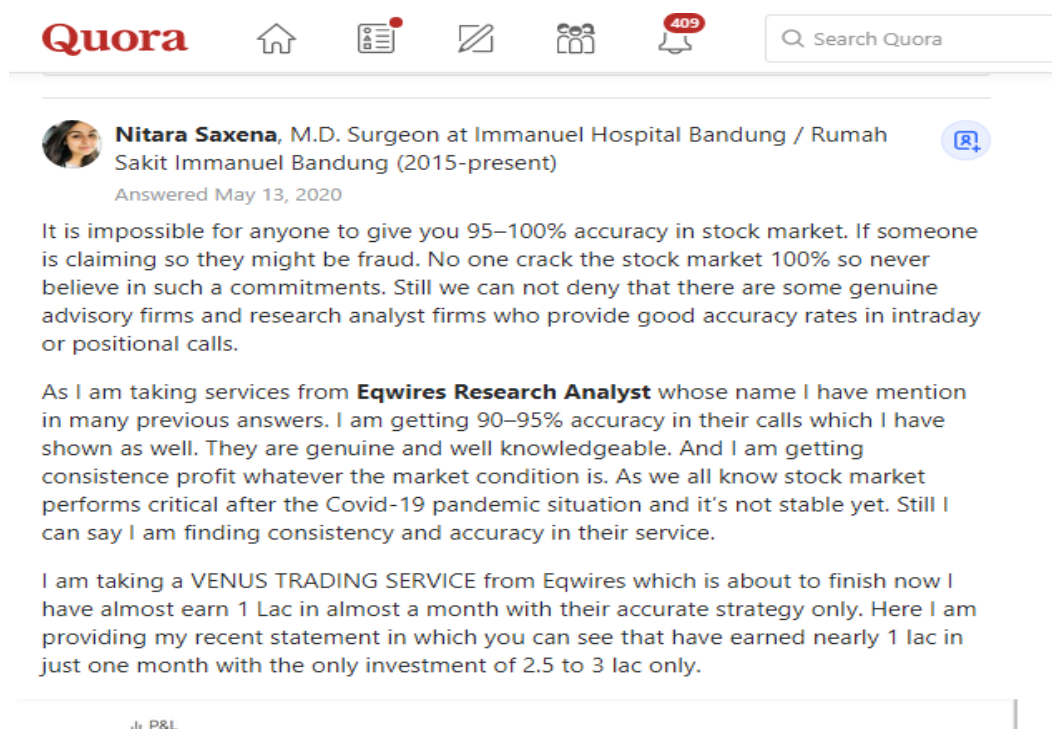 Quora
409
Search Quora
Nitara Saxena, M.D. Surgeon at Immanuel Hospital Bandung / Rumah
Sakit Immanuel Bandung (2015-present)
Answered May 13, 2020
It is impossible for anyone to give you 95–100% accuracy in stock market. If someone
is claiming so they might be fraud. No one crack the stock market 100% so never
believe in such a commitments. Still we can not deny that there are some genuine
advisory firms and research analyst firms who provide good accuracy rates in intraday
or positional calls.
As I am taking services from Eqwires Research Analyst whose name I have mention
in many previous answers. I am getting 90–95% accuracy in their calls which I have
shown as well. They are genuine and well knowledgeable. And I am getting
consistence profit whatever the market condition is. As we all know stock market
performs critical after the Covid-19 pandemic situation and it's not stable yet. Still I
can say I am finding consistency and accuracy in their service.
I am taking a VENUS TRADING SERVICE from Eqwires which is about to finish now I
have almost earn 1 Lac in almost a month with their accurate strategy only. Here I am
providing my recent statement in which you can see that have earned nearly 1 lac in
just one month with the only investment of 2.5 to 3 lac only.
P&L